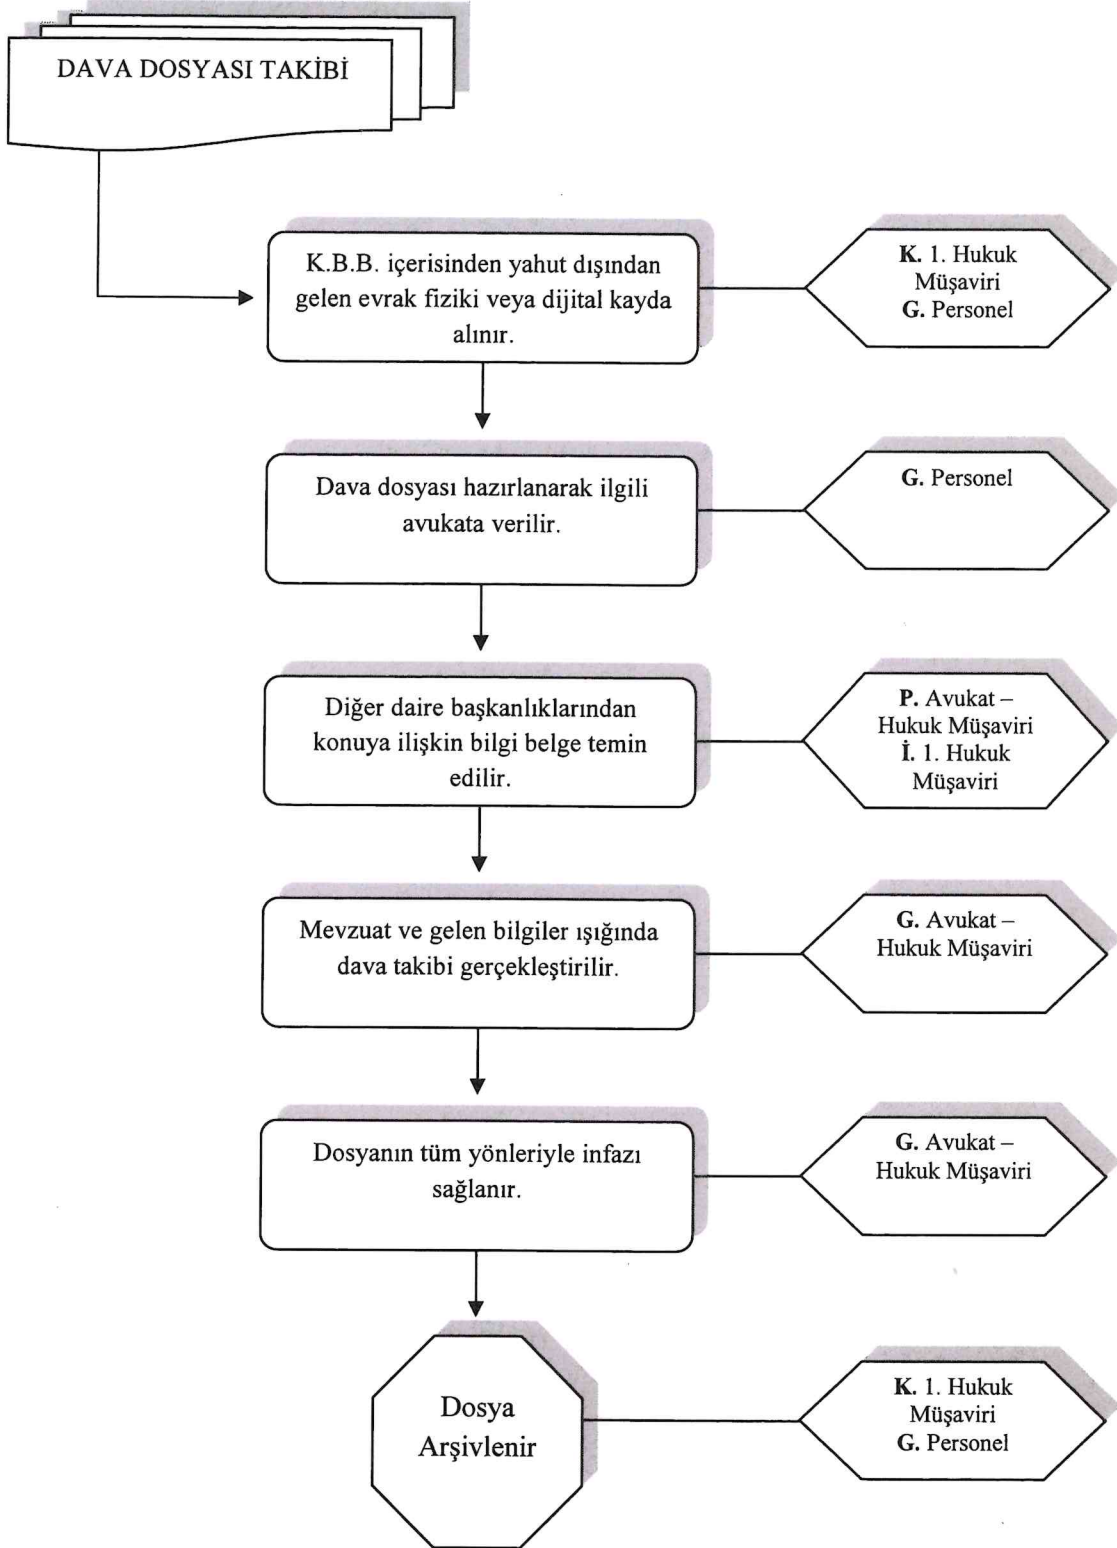 DAVA DOSYASI TAKİBİ
K.B.B. içerisinden yahut dışından
gelen evrak fiziki veya dijital kayda
alınır.
K. 1. Hukuk
Müşaviri
G. Personel
Dava dosyası hazırlanarak ilgili
avukata verilir.
G. Personel
Diğer daire başkanlıklarından
konuya ilişkin bilgi belge temin
edilir.
P. Avukat –
Hukuk Müşaviri
İ. 1. Hukuk
Müşaviri
Mevzuat ve gelen bilgiler ışığında
dava takibi gerçekleştirilir.
G. Avukat –
Hukuk Müşaviri
Dosyanın tüm yönleriyle infazı
sağlanır.
G. Avukat –
Hukuk Müşaviri
Dosya
Arşivlenir
K. 1. Hukuk
Müşaviri
G. Personel